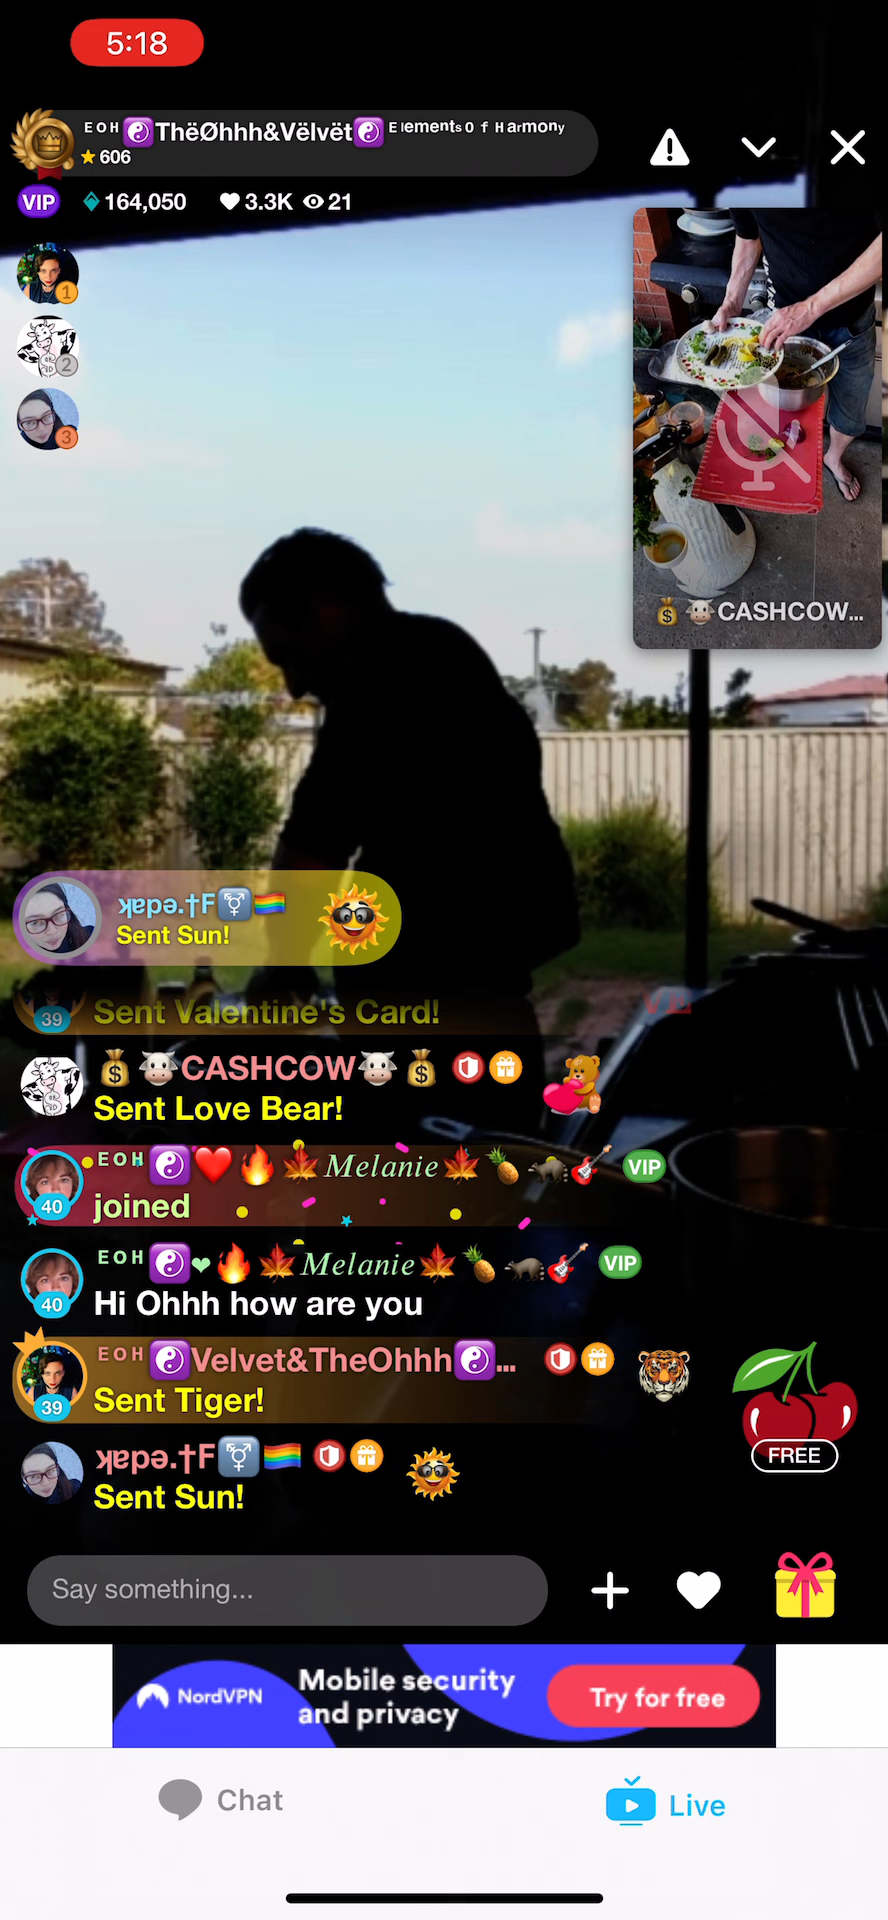 5:18
EOH☯ThëØhhh&Vëlvët☯Elements Of Harmony
606
VIP 164,050 3.3K 21
1
2
3
💰🐮CASHCOW...
ʞɐpǝ.†F⚧🏳️‍🌈
Sent Sun!
39 Sent Valentine's Card!
💰🐮CASHCOW🐮💰
Sent Love Bear!
EOH☯❤️🔥🍁Melanie🍁🍍🦡🎸 VIP
40 joined
EOH☯❤🔥🍁Melanie🍁🍍🦡🎸 VIP
40 Hi Ohhh how are you
EOH☯Velvet&TheOhhh☯...
39 Sent Tiger!
FREE
ʞɐpǝ.†F⚧🏳️‍🌈
Sent Sun!
Say something...
NordVPN
Mobile security
and privacy
Try for free
Chat
Live